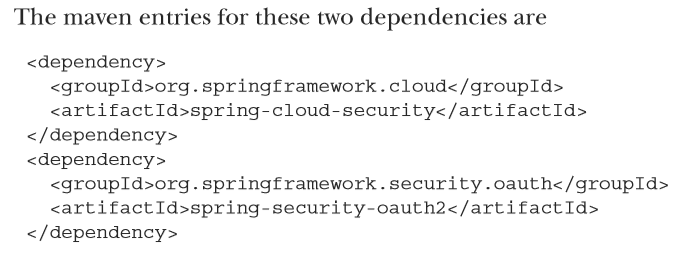 The maven entries for these two dependencies are
<dependency>
<groupId>org.springframework.cloud</groupId>
<artifactId>spring-cloud-security</artifactId>
</dependency>
<dependency>
<groupId>org.springframework.security.oauth</groupId>
<artifactId>spring-security-oauth2</artifactId>
</dependency>